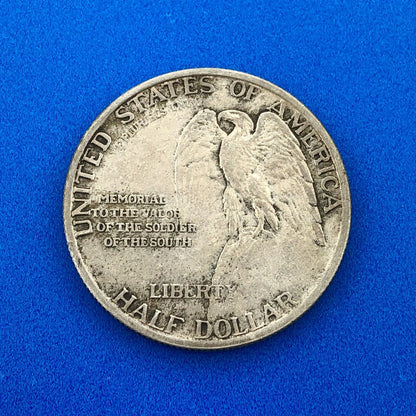 UNITED STATES OF AMERICA
MEMORIAL
TO THE VALOR
OF THE SOLDIER
OF THE SOUTH
LIBERTY
HALF DOLLAR